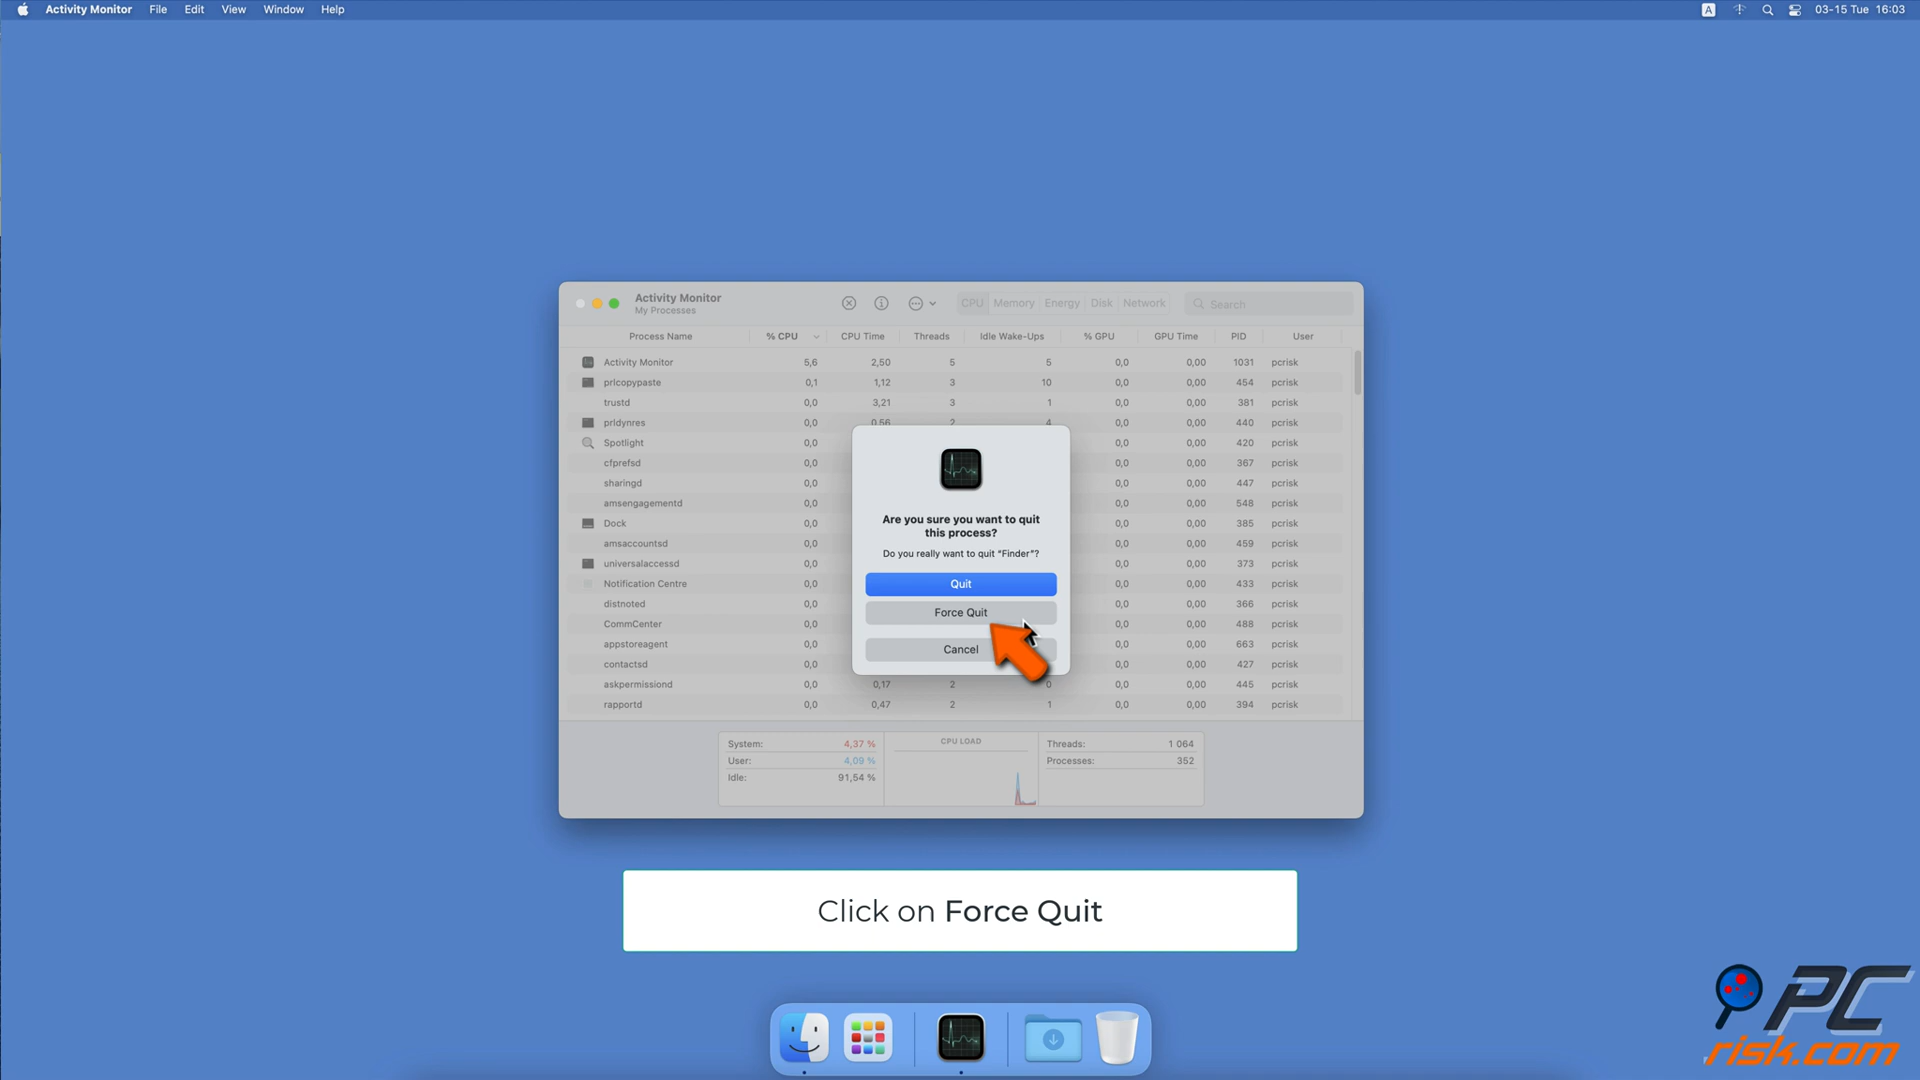 Activity Monitor File Edit View Window Help
A 03-15 Tue 16:03
Activity Monitor
My Processes
CPU Memory Energy Disk Network Search
Process Name % CPU CPU Time Threads Idle Wake-Ups % GPU GPU Time PID User
Activity Monitor 5,6 2,50 5 5 0,0 0,00 1031 pcrisk
prlcopypaste 0,1 1,12 3 10 0,0 0,00 454 pcrisk
trustd 0,0 3,21 3 1 0,0 0,00 381 pcrisk
prldynres 0,0 0,56 2 4 0,0 0,00 440 pcrisk
Spotlight 0,0 0,0 0,00 420 pcrisk
cfprefsd 0,0 0,0 0,00 367 pcrisk
sharingd 0,0 0,0 0,00 447 pcrisk
amsengagementd 0,0 0,0 0,00 548 pcrisk
Dock 0,0 0,0 0,00 385 pcrisk
amsaccountsd 0,0 0,0 0,00 459 pcrisk
universalaccessd 0,0 0,0 0,00 373 pcrisk
Notification Centre 0,0 0,0 0,00 433 pcrisk
distnoted 0,0 0,0 0,00 366 pcrisk
CommCenter 0,0 0,0 0,00 488 pcrisk
appstoreagent 0,0 0,0 0,00 663 pcrisk
contactsd 0,0 0,0 0,00 427 pcrisk
askpermissiond 0,0 0,17 2 0 0,0 0,00 445 pcrisk
rapportd 0,0 0,47 2 1 0,0 0,00 394 pcrisk
Are you sure you want to quit
this process?
Do you really want to quit “Finder”?
Quit
Force Quit
Cancel
System: 4,37 % CPU LOAD Threads: 1 064
User: 4,09 % Processes: 352
Idle: 91,54 %
Click on Force Quit
PC
risk.com